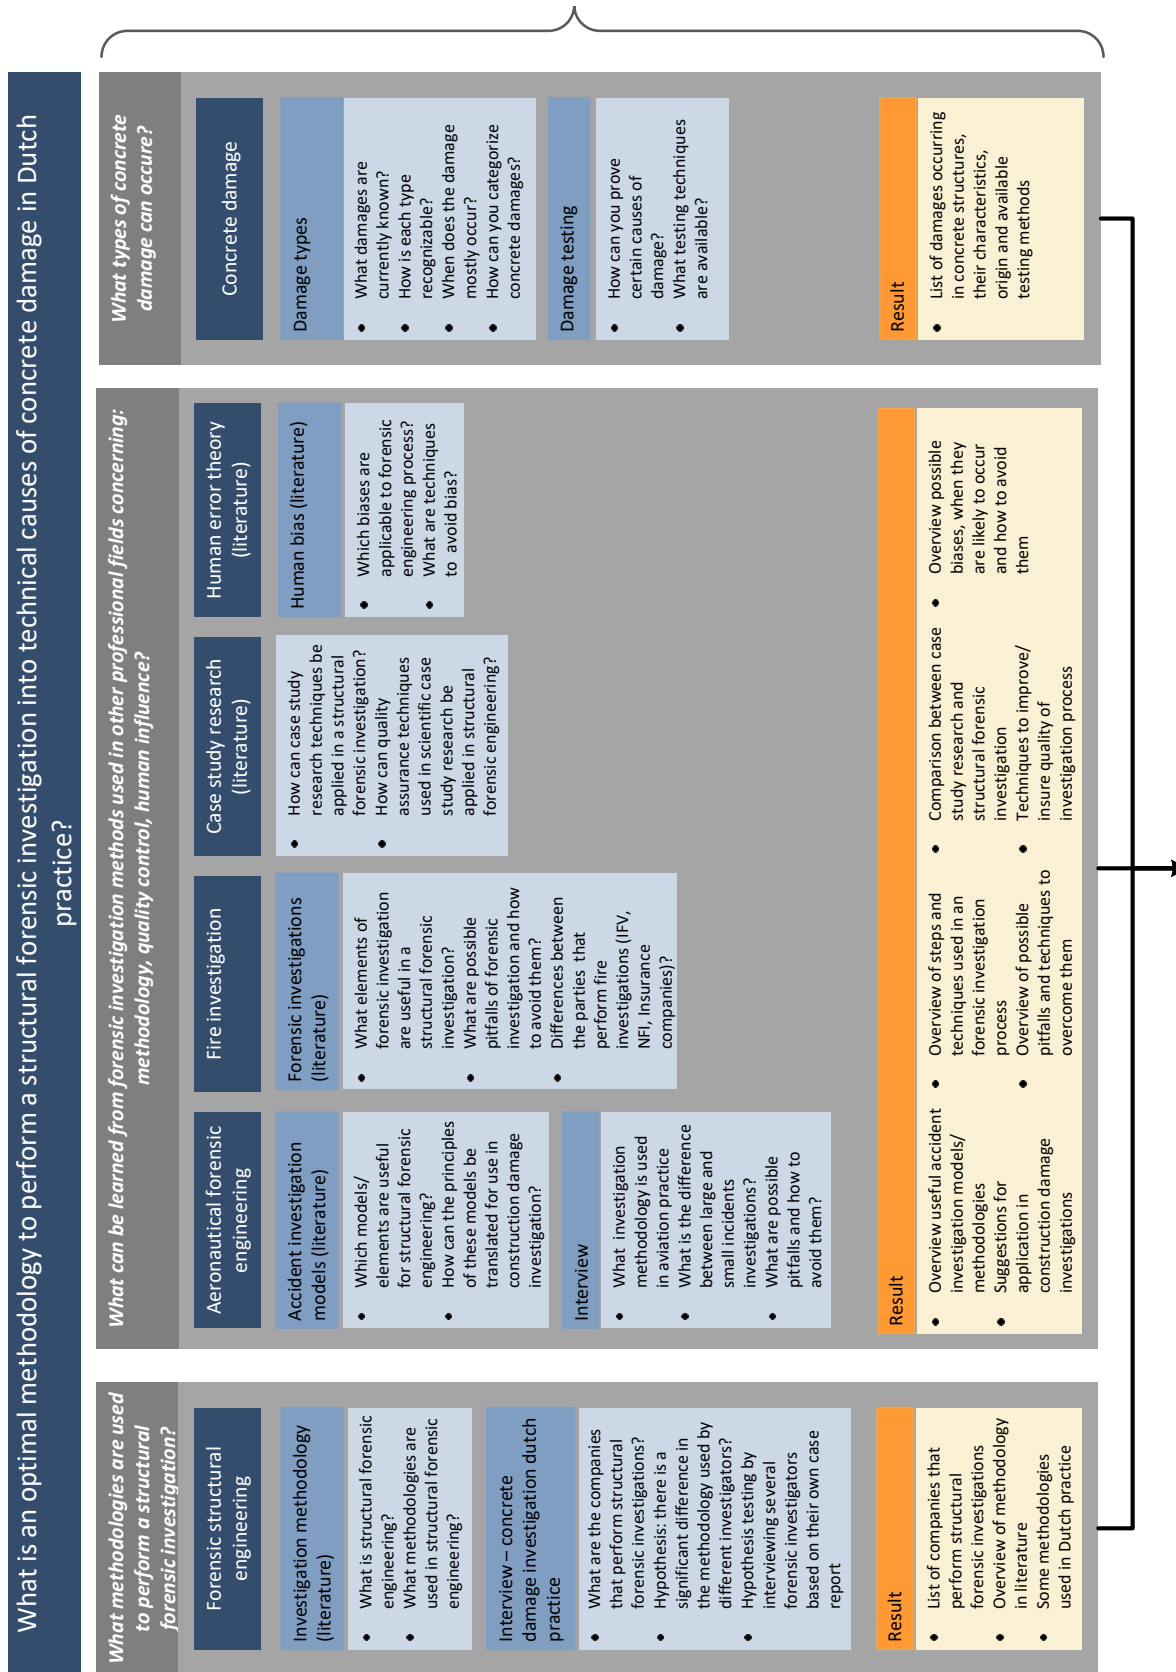 What is an optimal methodology to perform a structural forensic investigation into technical causes of concrete damage in Dutch
practice?
What methodologies are used
to perform a structural
forensic investigation?
Forensic structural
engineering
Investigation methodology
(literature)
• What is structural forensic
engineering?
• What methodologies are
used in structural forensic
engineering?
Interview – concrete
damage investigation dutch
practice
• What are the companies
that perform structural
forensic investigations?
• Hypothesis: there is a
significant difference in
the methodology used by
different investigators?
• Hypothesis testing by
interviewing several
forensic investigators
based on their own case
report
Result
• List of companies that
perform structural
forensic investigations
• Overview of methodology
in literature
• Some methodologies
used in Dutch practice
What can be learned from forensic investigation methods used in other professional fields concerning:
methodology, quality control, human influence?
Aeronautical forensic
engineering
Accident investigation
models (literature)
• Which models/
elements are useful
for structural forensic
engineering?
• How can the principles
of these models be
translated for use in
construction damage
investigation?
Interview
• What investigation
methodology is used
in aviation practice
• What is the difference
between large and
small incidents
investigations?
• What are possible
pitfalls and how to
avoid them?
Fire investigation
Forensic investigations
(literature)
• What elements of
forensic investigation
are useful in a
structural forensic
investigation?
• What are possible
pitfalls of forensic
investigation and how
to avoid them?
• Differences between
the parties that
perform fire
investigations (IFV,
NFI, Insurance
companies)?
Case study research
(literature)
• How can case study
research techniques be
applied in a structural
forensic investigation?
• How can quality
assurance techniques
used in scientific case
study research be
applied in structural
forensic engineering?
Human error theory
(literature)
Human bias (literature)
• Which biases are
applicable to forensic
engineering process?
• What are techniques
to avoid bias?
Result
• Overview useful accident
investigation models/
methodologies
• Suggestions for
application in
construction damage
investigations
• Overview of steps and
techniques used in an
forensic investigation
process
• Overview of possible
pitfalls and techniques to
overcome them
• Comparison between case
study research and
structural forensic
investigation
• Techniques to improve/
insure quality of
investigation process
• Overview possible
biases, when they
are likely to occur
and how to avoid
them
What types of concrete
damage can occure?
Concrete damage
Damage types
• What damages are
currently known?
• How is each type
recognizable?
• When does the damage
mostly occur?
• How can you categorize
concrete damages?
Damage testing
• How can you prove
certain causes of
damage?
• What testing techniques
are available?
Result
• List of damages occurring
in concrete structures,
their characteristics,
origin and available
testing methods